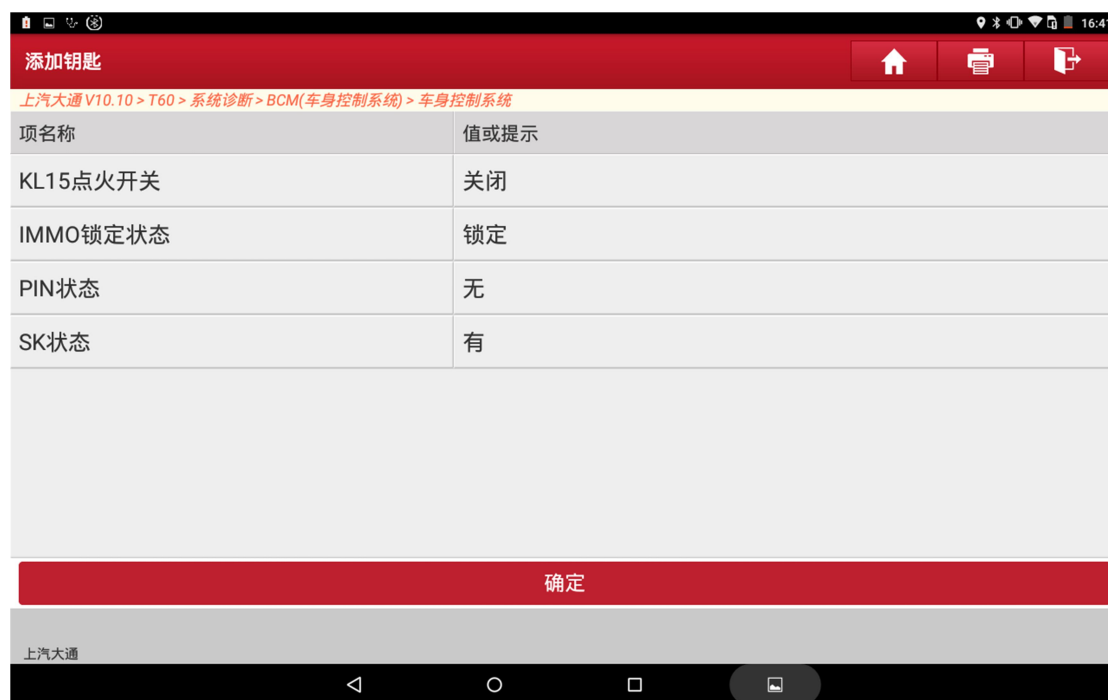 16:41
添加钥匙
上汽大通 V10.10 > T60 > 系统诊断 > BCM(车身控制系统) > 车身控制系统
项名称 值或提示
KL15点火开关 关闭
IMMO锁定状态 锁定
PIN状态 无
SK状态 有
确定
上汽大通